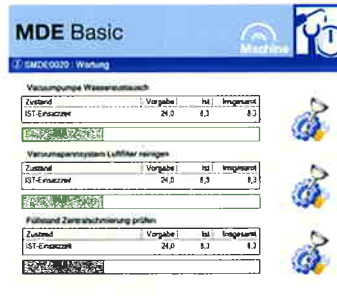 MDE Basic
Machine
SMDE0020 : Wartung
Vacuumpumpe Wasseraustausch
Zustand Vorgabe Ist Insgesamt
IST-Einsatzzeit 24,0 8,3 8,3
Vacuumspannsystem Luftfilter reinigen
Zustand Vorgabe Ist Insgesamt
IST-Einsatzzeit 24,0 8,3 8,3
Füllstand Zentralschmierung prüfen
Zustand Vorgabe Ist Insgesamt
IST-Einsatzzeit 24,0 8,3 8,3